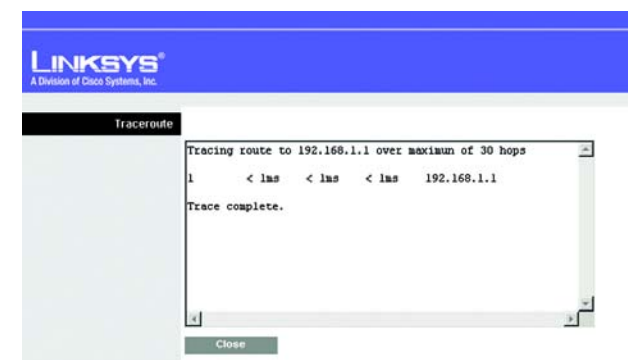 LINKSYS®
A Division of Cisco Systems, Inc.
Traceroute
Tracing route to 192.168.1.1 over maximun of 30 hops
1 < 1ms < 1ms < 1ms 192.168.1.1
Trace complete.
Close